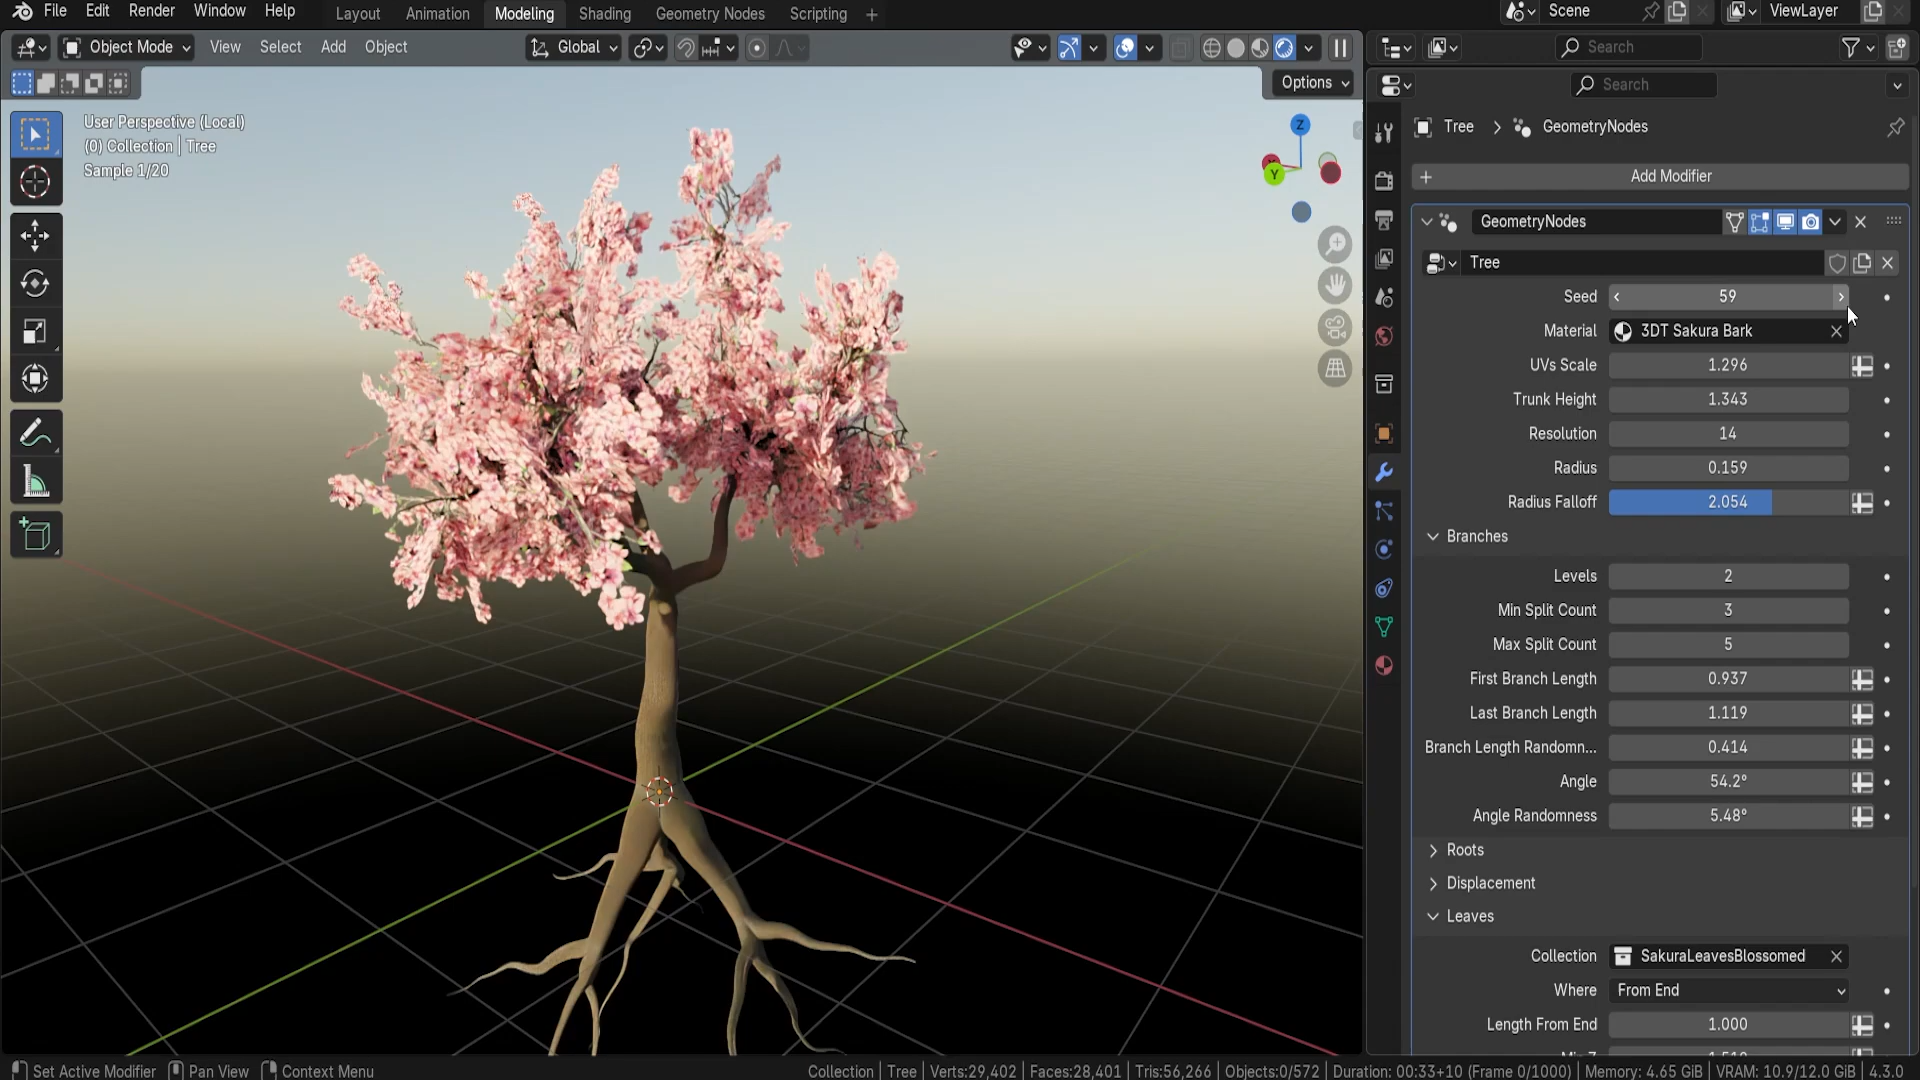 File Edit Render Window Help Layout Animation Modeling Shading Geometry Nodes Scripting Scene ViewLayer
Object Mode View Select Add Object Global Search
Options Search
User Perspective (Local)
(0) Collection | Tree
Sample 1/20
Z
Y
Tree GeometryNodes
Add Modifier
GeometryNodes
Tree
Seed 59
Material 3DT Sakura Bark
UVs Scale 1.296
Trunk Height 1.343
Resolution 14
Radius 0.159
Radius Falloff 2.054
Branches
Levels 2
Min Split Count 3
Max Split Count 5
First Branch Length 0.937
Last Branch Length 1.119
Branch Length Randomn... 0.414
Angle 54.2°
Angle Randomness 5.48°
Roots
Displacement
Leaves
Collection SakuraLeavesBlossomed
Where From End
Length From End 1.000
Set Active Modifier Pan View Context Menu Collection | Tree | Verts:29,402 | Faces:28,401 | Tris:56,266 | Objects:0/572 | Duration: 00:33+10 (Frame 0/1000) | Memory: 4.65 GiB | VRAM: 10.9/12.0 GiB | 4.3.0